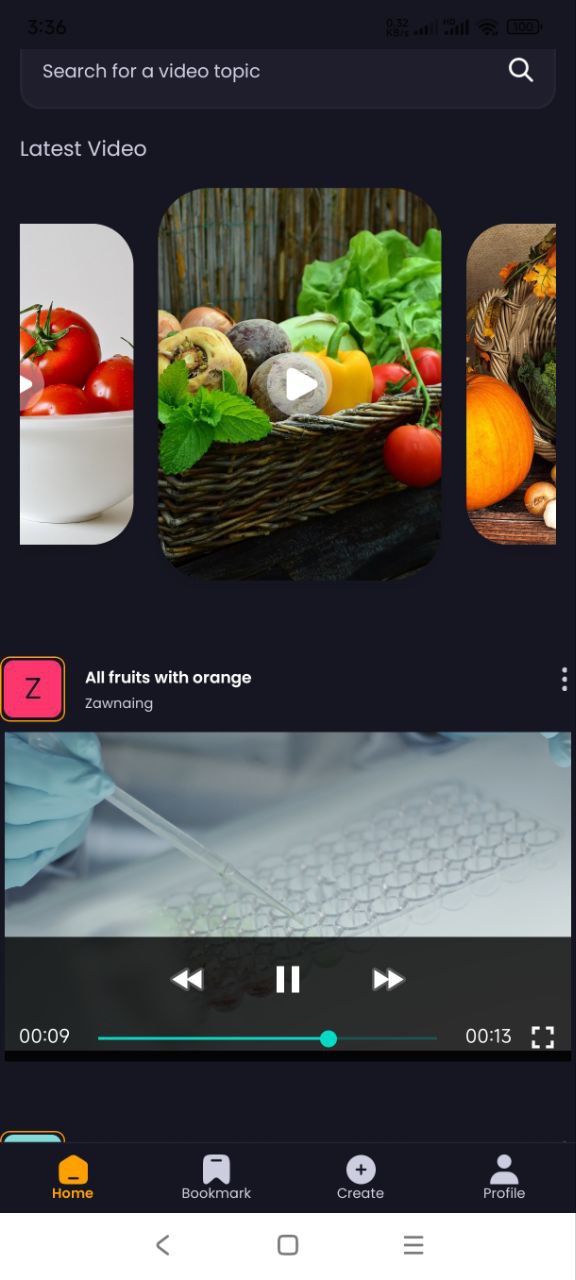 3:36
0.32
KB/s
HD
100
Search for a video topic
Latest Video
Z
All fruits with orange
Zawnaing
00:09
00:13
Home
Bookmark
Create
Profile